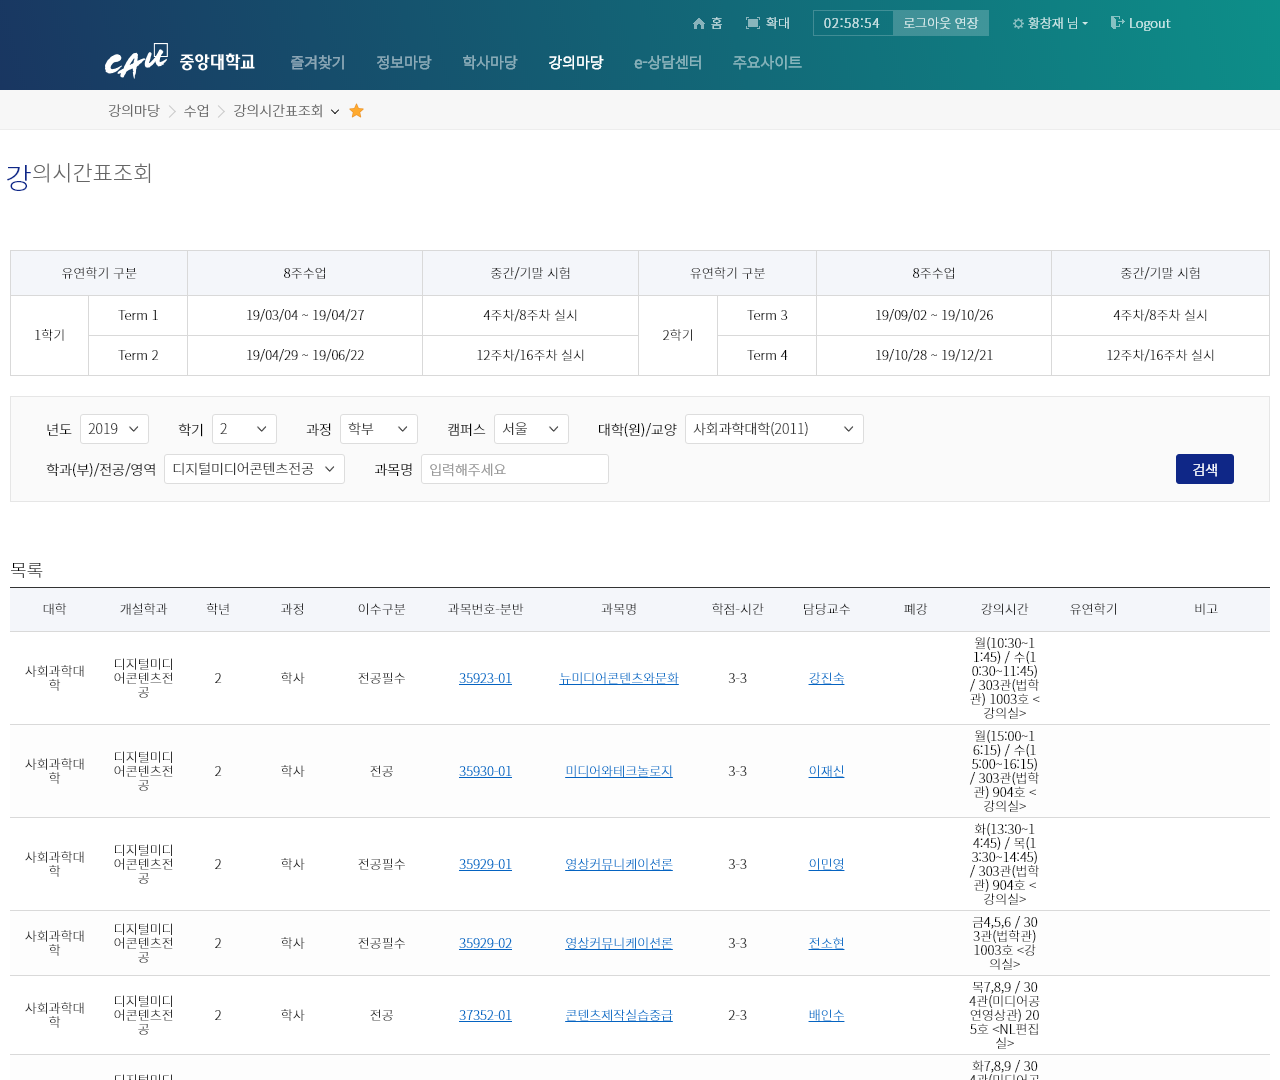 홈 확대 02:58:54 로그아웃 연장 황창재 님 Logout
CAU 중앙대학교 즐겨찾기 정보마당 학사마당 강의마당 e-상담센터 주요사이트
강의마당 수업 강의시간표조회
강의시간표조회
유연학기 구분 8주수업 중간/기말 시험 유연학기 구분 8주수업 중간/기말 시험
1학기 Term 1 19/03/04 ~ 19/04/27 4주차/8주차 실시 2학기 Term 3 19/09/02 ~ 19/10/26 4주차/8주차 실시
Term 2 19/04/29 ~ 19/06/22 12주차/16주차 실시 Term 4 19/10/28 ~ 19/12/21 12주차/16주차 실시
년도 2019 학기 2 과정 학부 캠퍼스 서울 대학(원)/교양 사회과학대학(2011)
학과(부)/전공/영역 디지털미디어콘텐츠전공 과목명 입력해주세요 검색
목록
대학 개설학과 학년 과정 이수구분 과목번호-분반 과목명 학점-시간 담당교수 폐강 강의시간 유연학기 비고
사회과학대
학
디지털미디
어콘텐츠전
공
2 학사 전공필수 35923-01 뉴미디어콘텐츠와문화 3-3 강진숙
월(10:30~1
1:45) / 수(1
0:30~11:45)
/ 303관(법학
관) 1003호 <
강의실>
사회과학대
학
디지털미디
어콘텐츠전
공
2 학사 전공 35930-01 미디어와테크놀로지 3-3 이재신
월(15:00~1
6:15) / 수(1
5:00~16:15)
/ 303관(법학
관) 904호 <
강의실>
사회과학대
학
디지털미디
어콘텐츠전
공
2 학사 전공필수 35929-01 영상커뮤니케이션론 3-3 이민영
화(13:30~1
4:45) / 목(1
3:30~14:45)
/ 303관(법학
관) 904호 <
강의실>
사회과학대
학
디지털미디
어콘텐츠전
공
2 학사 전공필수 35929-02 영상커뮤니케이션론 3-3 전소현
금4,5,6 / 30
3관(법학관)
1003호 <강
의실>
사회과학대
학
디지털미디
어콘텐츠전
공
2 학사 전공 37352-01 콘텐츠제작실습중급 2-3 배인수
목7,8,9 / 30
4관(미디어공
연영상관) 20
5호 <NL편집
실>
디지털미디
화7,8,9 / 30
4관(미디어공